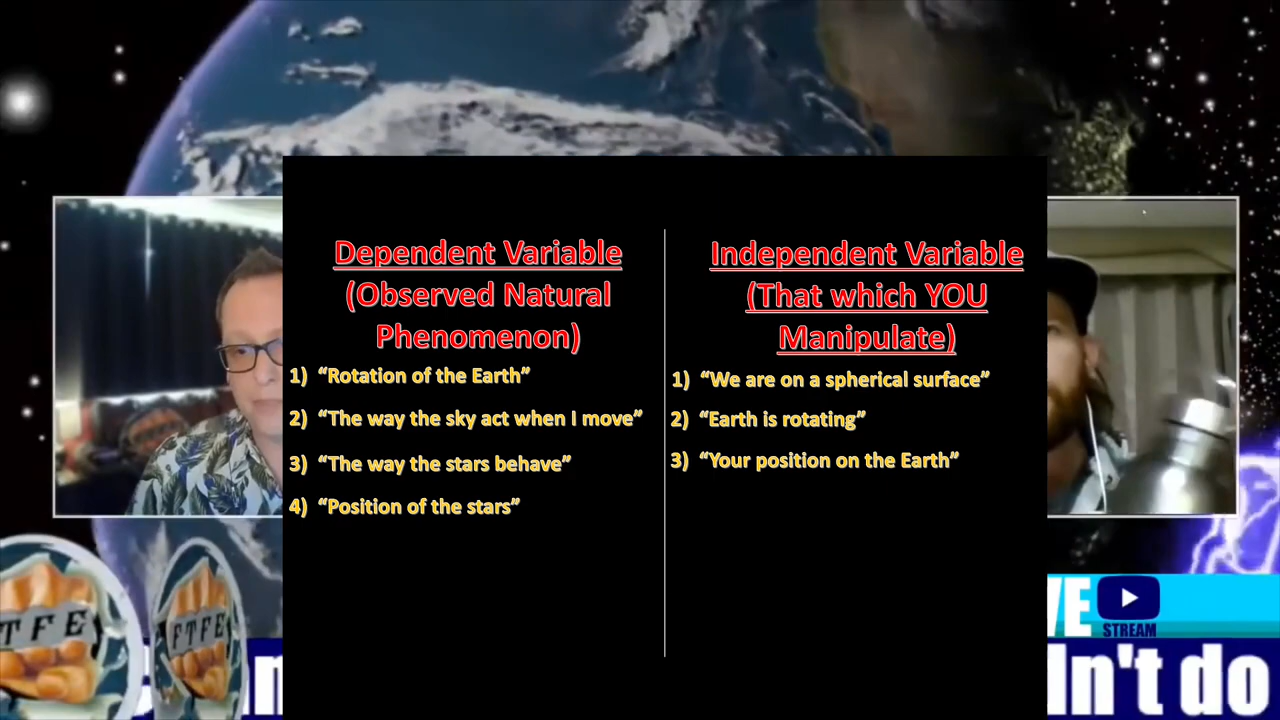 Dependent Variable
(Observed Natural
Phenomenon)
1) “Rotation of the Earth”
2) “The way the sky act when I move”
3) “The way the stars behave”
4) “Position of the stars”
Independent Variable
(That which YOU
Manipulate)
1) “We are on a spherical surface”
2) “Earth is rotating”
3) “Your position on the Earth”
TFE
FTFE
VE
STREAM
n't do